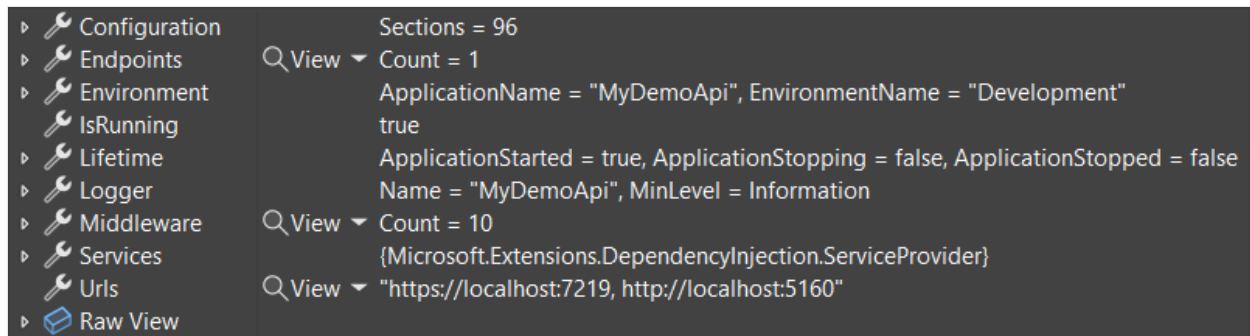 Configuration Sections = 96
Endpoints View Count = 1
Environment ApplicationName = "MyDemoApi", EnvironmentName = "Development"
IsRunning true
Lifetime ApplicationStarted = true, ApplicationStopping = false, ApplicationStopped = false
Logger Name = "MyDemoApi", MinLevel = Information
Middleware View Count = 10
Services {Microsoft.Extensions.DependencyInjection.ServiceProvider}
Urls View "https://localhost:7219, http://localhost:5160"
Raw View